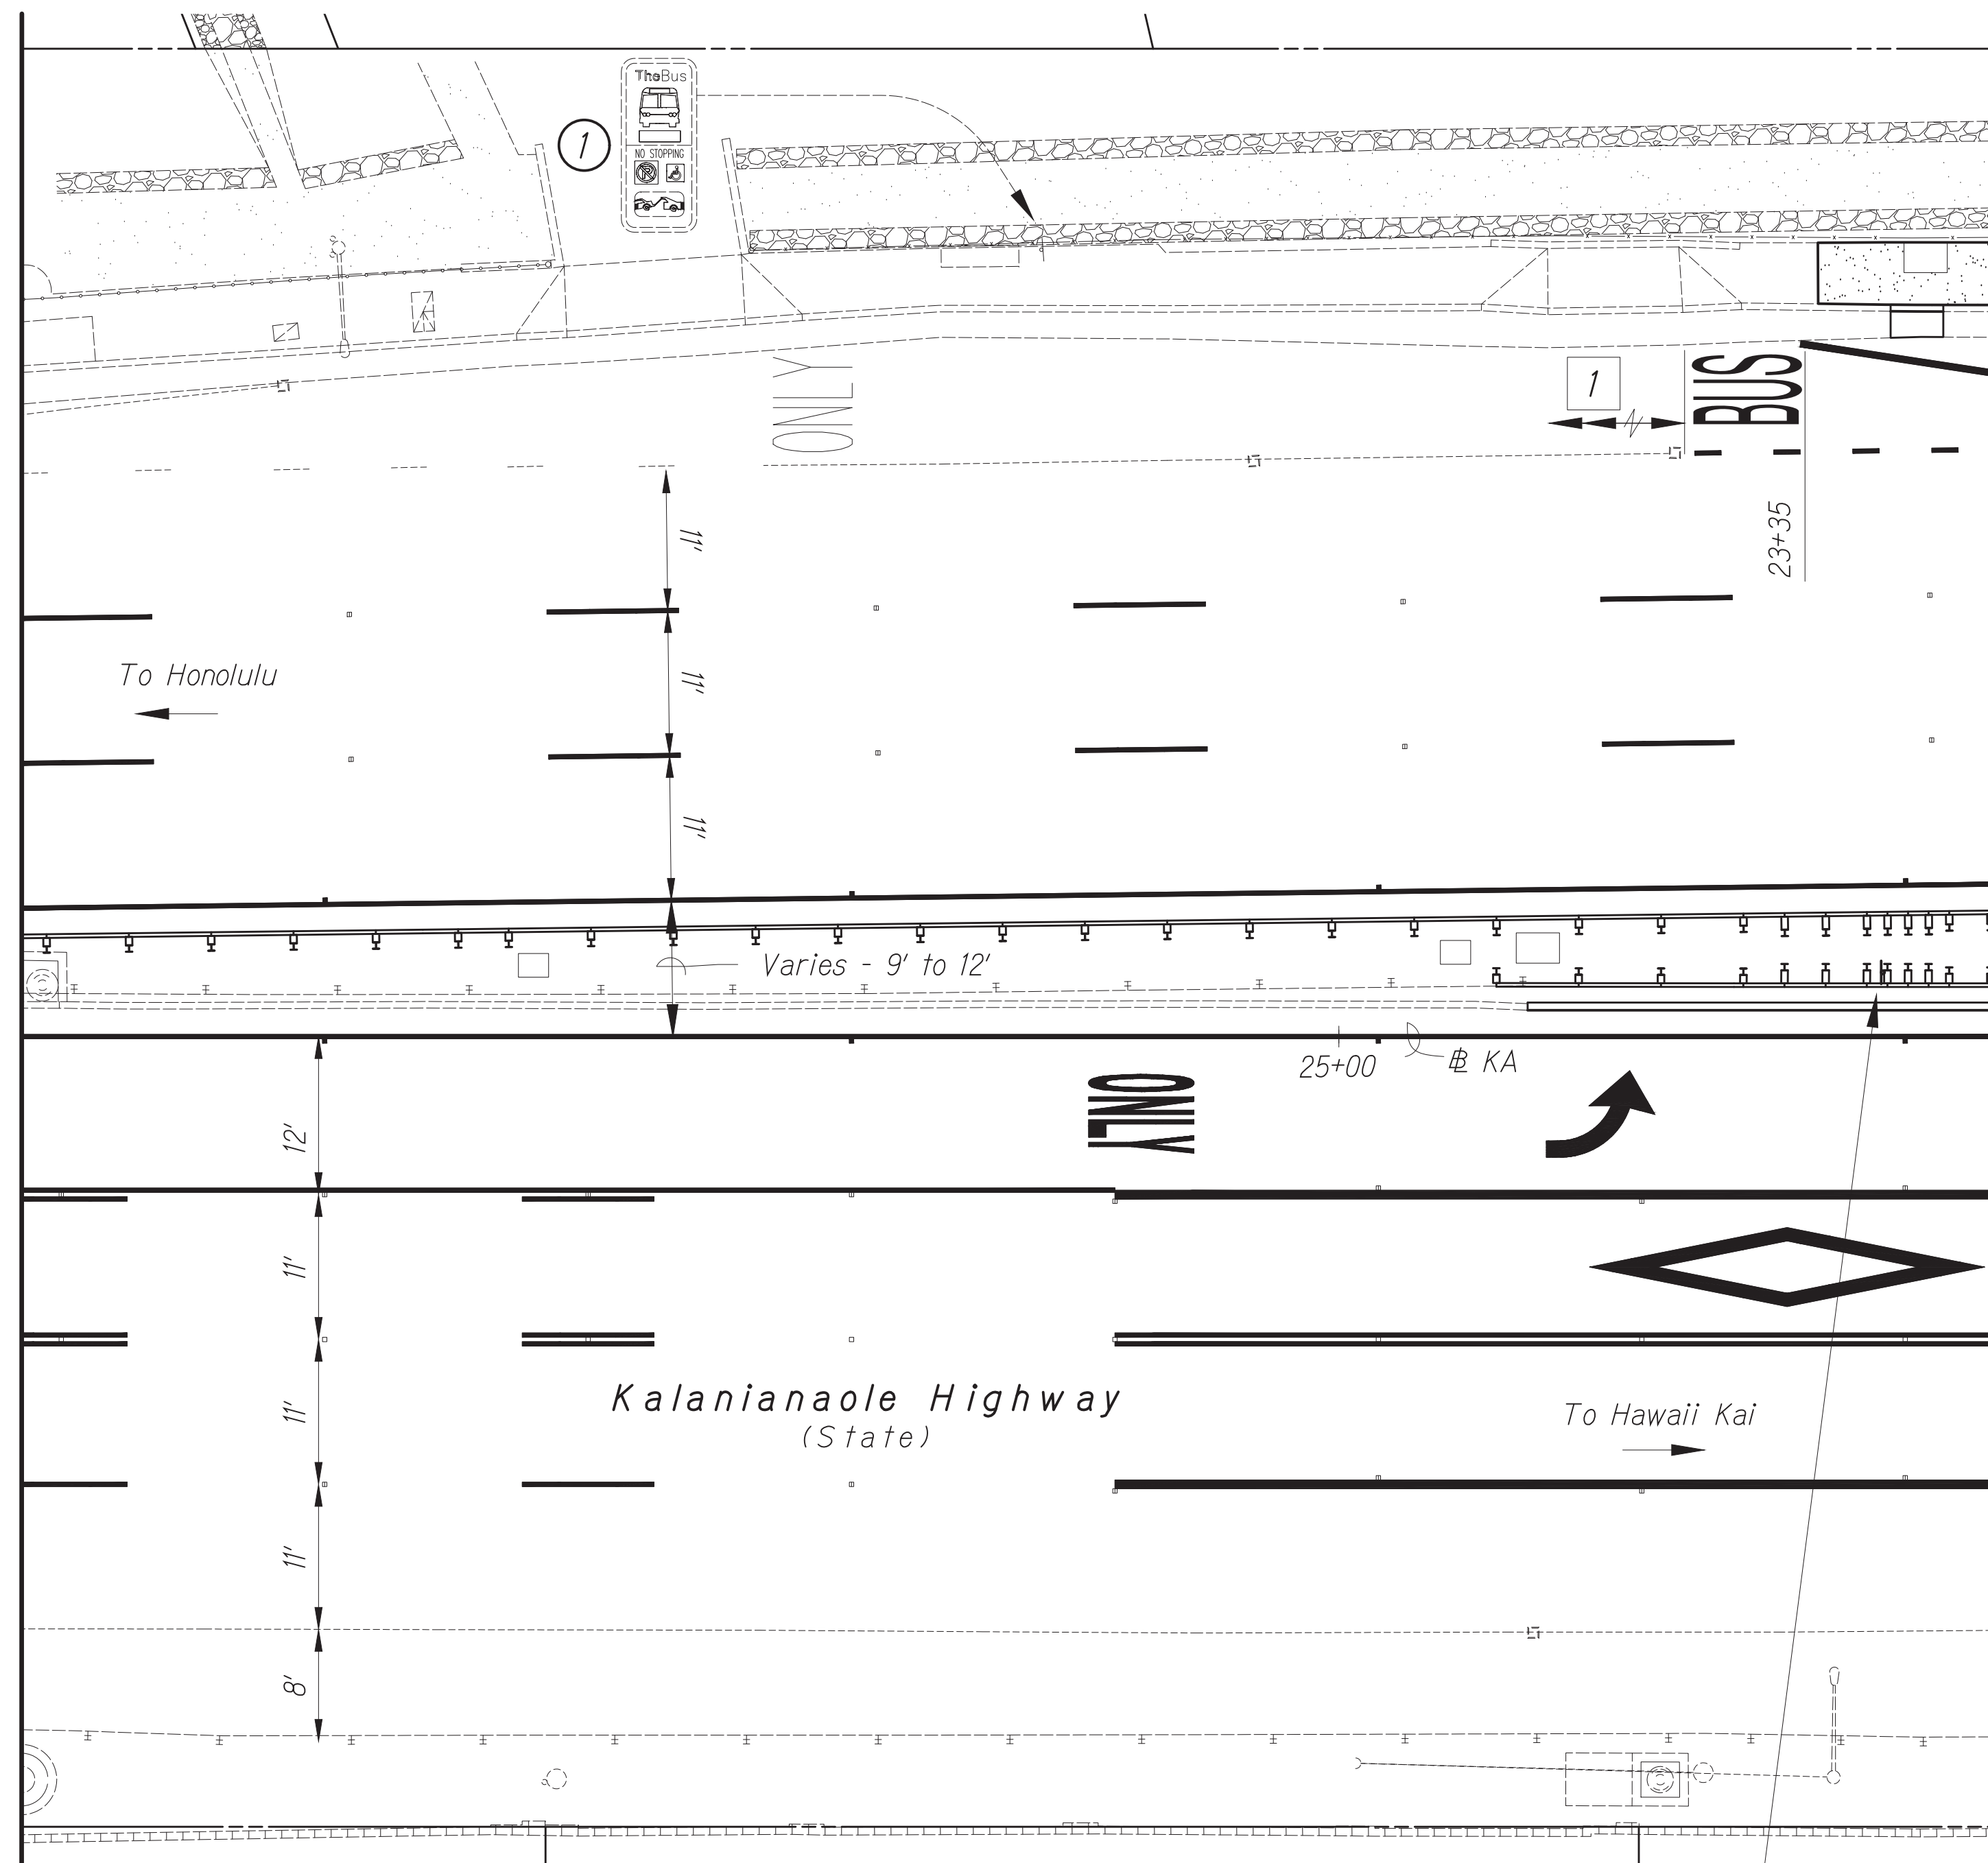 TheBus
1
NO STOPPING
ONLY
1
BUS
23+35
11'
To Honolulu
11'
11'
Varies - 9' to 12'
25+00
BL KA
ONLY
12'
11'
Kalanianaole Highway
(State)
11'
To Hawaii Kai
11'
8'